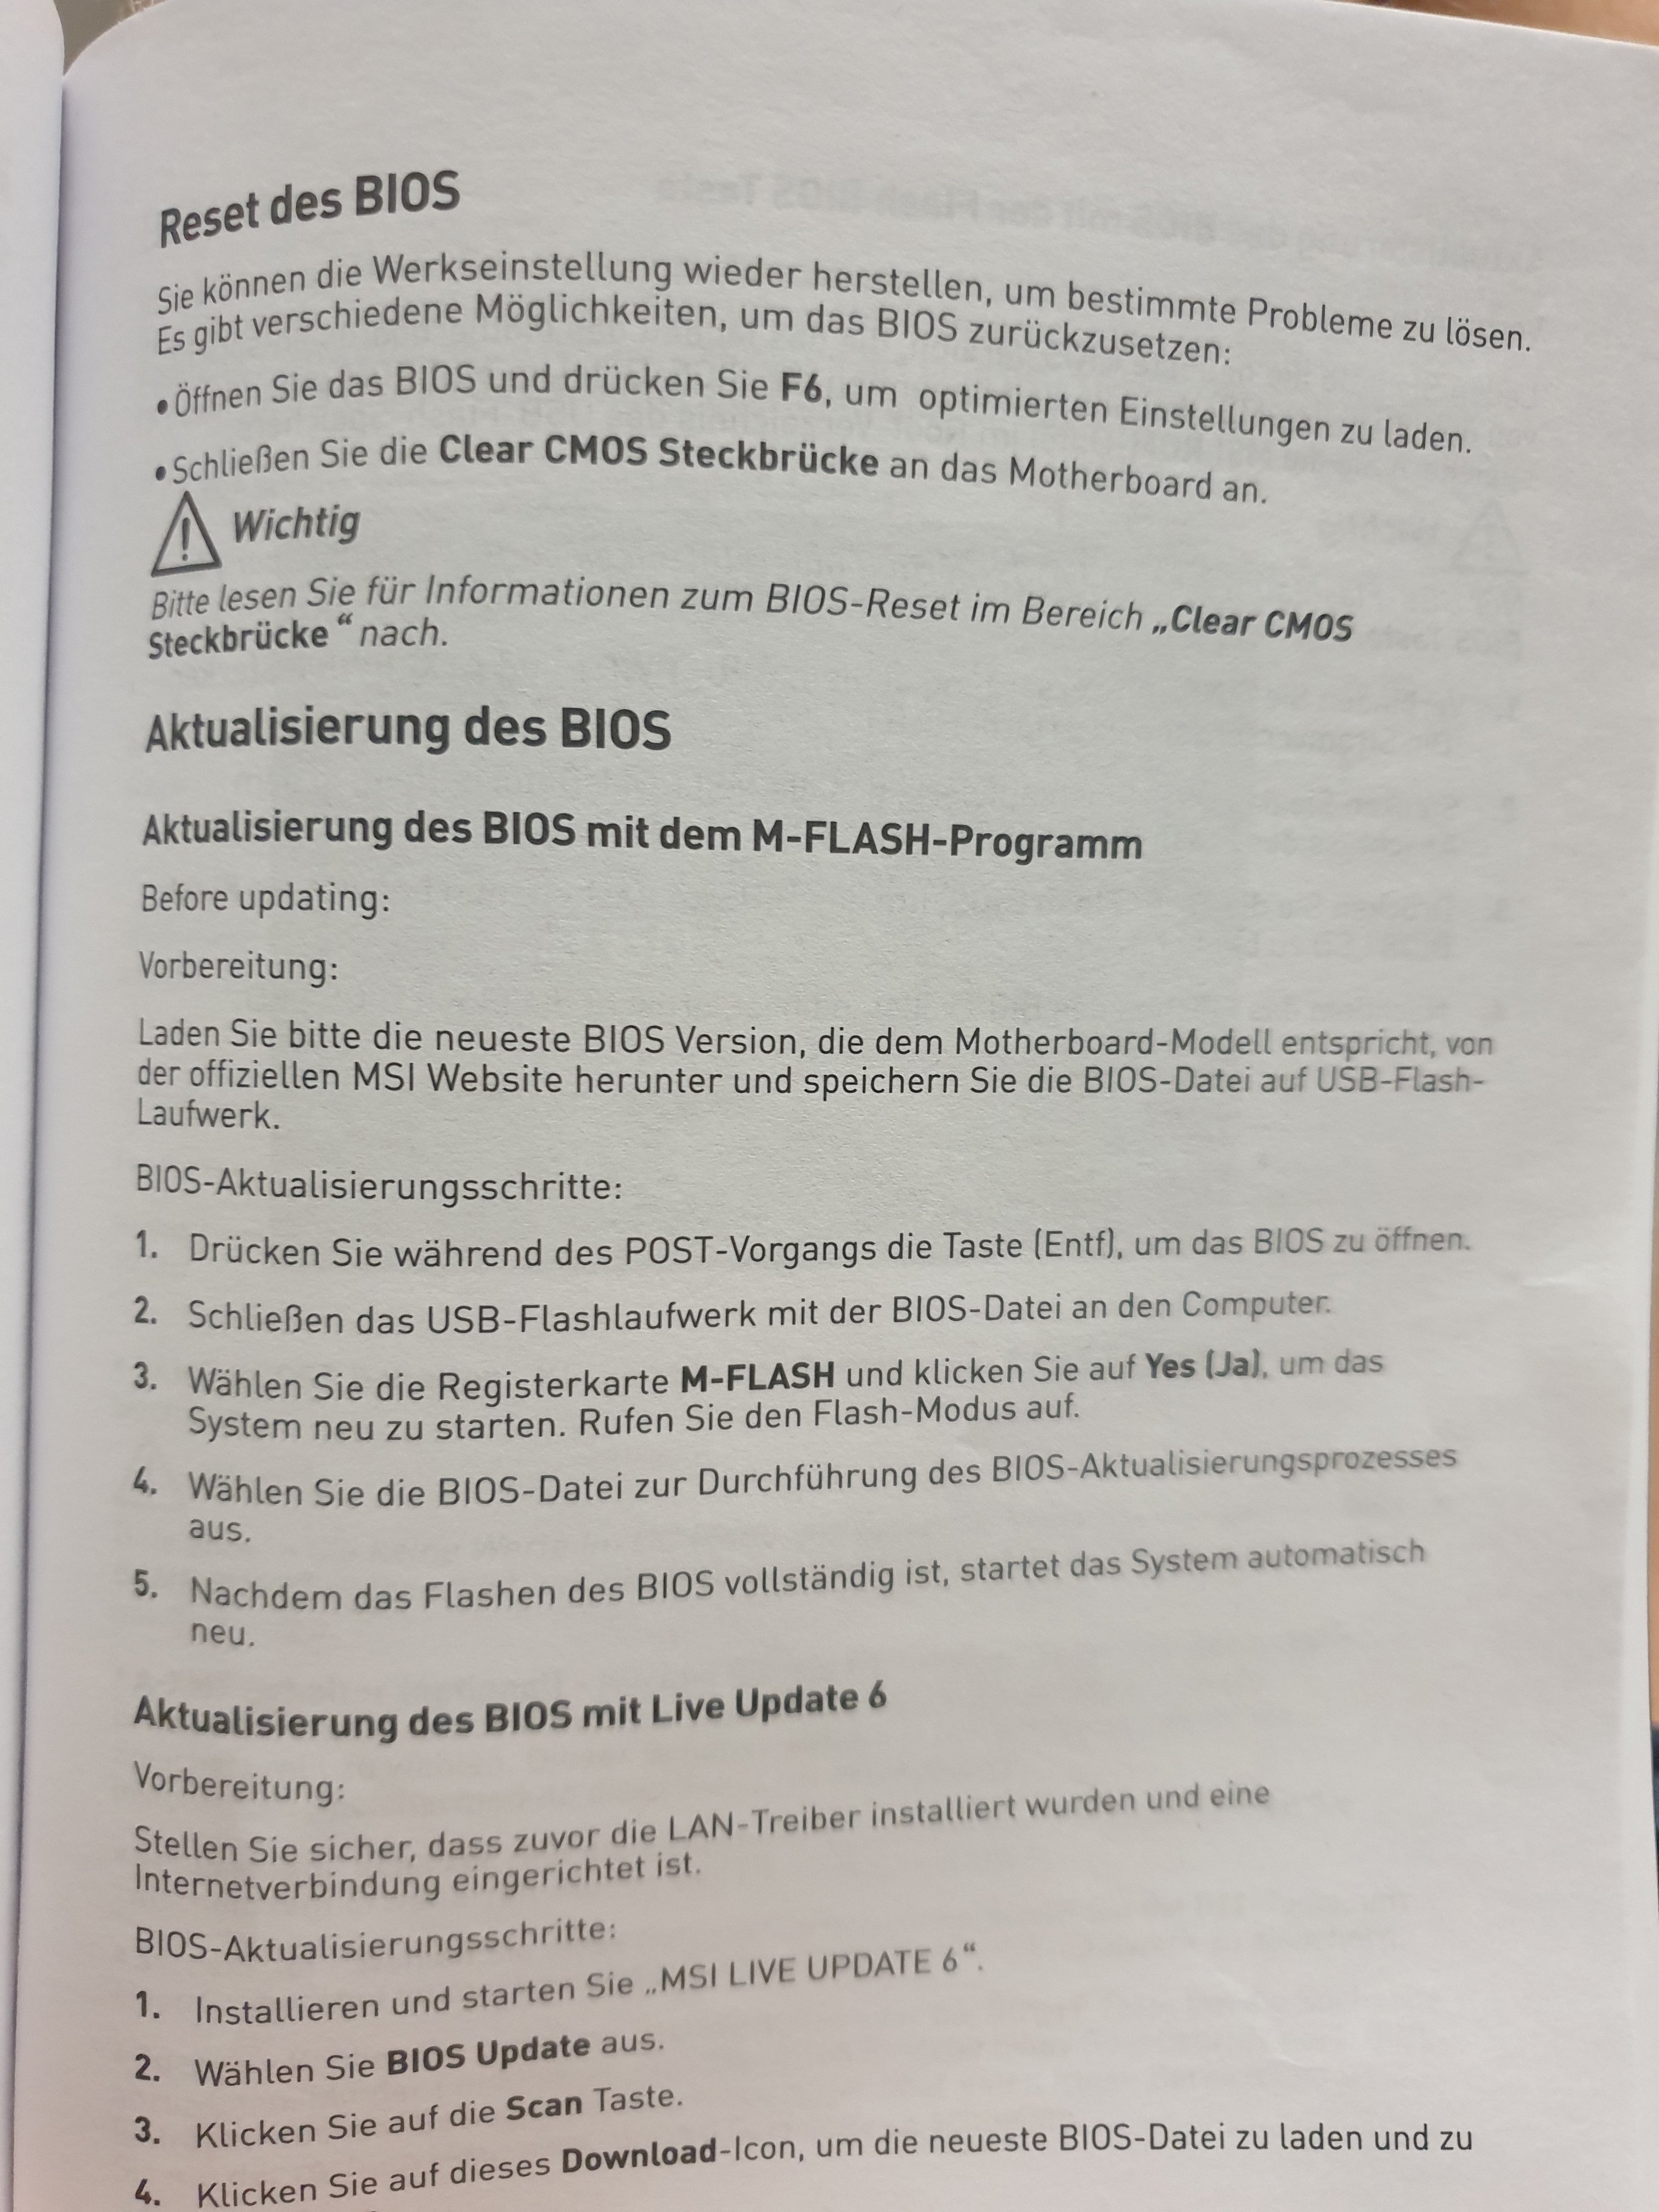 Reset des BIOS
Sie können die Werkseinstellung wieder herstellen, um bestimmte Probleme zu lösen.
Es gibt verschiedene Möglichkeiten, um das BIOS zurückzusetzen:
• Öffnen Sie das BIOS und drücken Sie F6, um optimierten Einstellungen zu laden.
• Schließen Sie die Clear CMOS Steckbrücke an das Motherboard an.
Wichtig
Bitte lesen Sie für Informationen zum BIOS-Reset im Bereich „Clear CMOS
Steckbrücke“ nach.
Aktualisierung des BIOS
Aktualisierung des BIOS mit dem M-FLASH-Programm
Before updating:
Vorbereitung:
Laden Sie bitte die neueste BIOS Version, die dem Motherboard-Modell entspricht, von
der offiziellen MSI Website herunter und speichern Sie die BIOS-Datei auf USB-Flash-
Laufwerk.
BIOS-Aktualisierungsschritte:
1. Drücken Sie während des POST-Vorgangs die Taste (Entf), um das BIOS zu öffnen.
2. Schließen das USB-Flashlaufwerk mit der BIOS-Datei an den Computer.
3. Wählen Sie die Registerkarte M-FLASH und klicken Sie auf Yes (Ja), um das
System neu zu starten. Rufen Sie den Flash-Modus auf.
4. Wählen Sie die BIOS-Datei zur Durchführung des BIOS-Aktualisierungsprozesses
aus.
5. Nachdem das Flashen des BIOS vollständig ist, startet das System automatisch
neu.
Aktualisierung des BIOS mit Live Update 6
Vorbereitung:
Stellen Sie sicher, dass zuvor die LAN-Treiber installiert wurden und eine
Internetverbindung eingerichtet ist.
BIOS-Aktualisierungsschritte:
1. Installieren und starten Sie „MSI LIVE UPDATE 6“.
2. Wählen Sie BIOS Update aus.
3. Klicken Sie auf die Scan Taste.
4. Klicken Sie auf dieses Download-Icon, um die neueste BIOS-Datei zu laden und zu